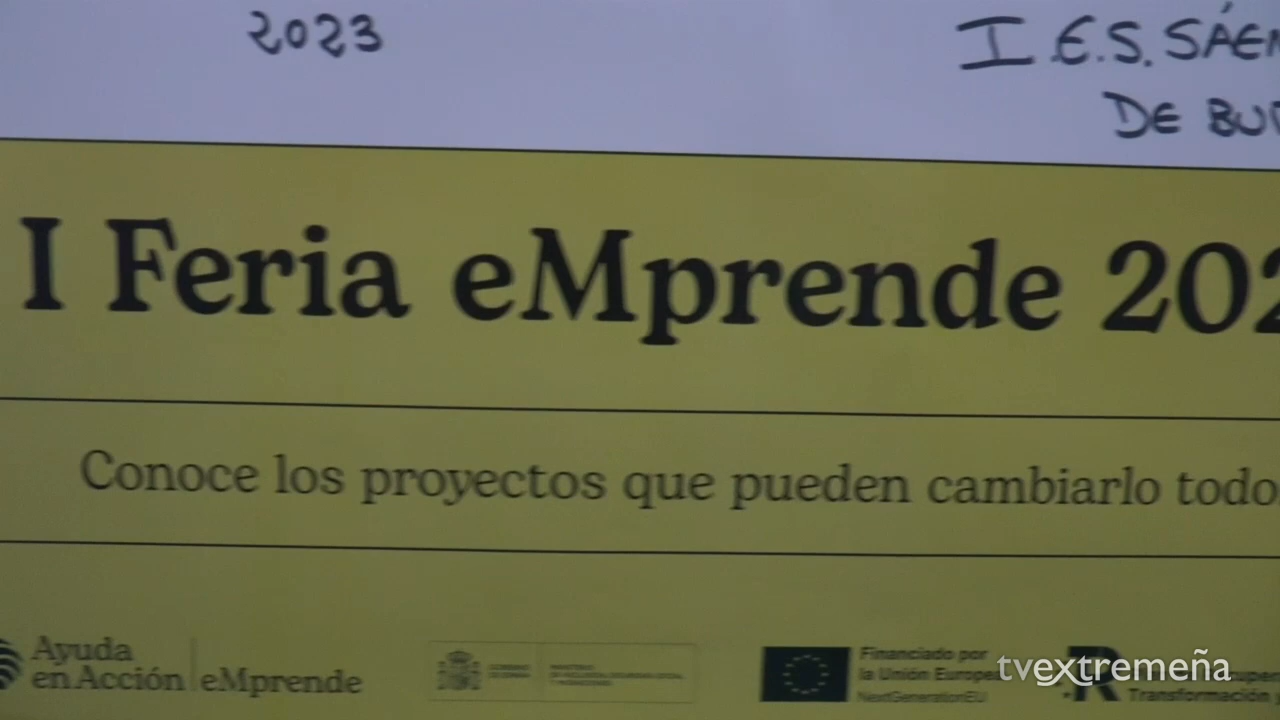 2023
I.E.S. SÁEN
DE BU
I Feria eMprende 202
Conoce los proyectos que pueden cambiarlo todo
Ayuda
en Acción
eMprende
Financiado por
la Unión Europe
NextGenerationEU
R
Transformación
tvextremeña